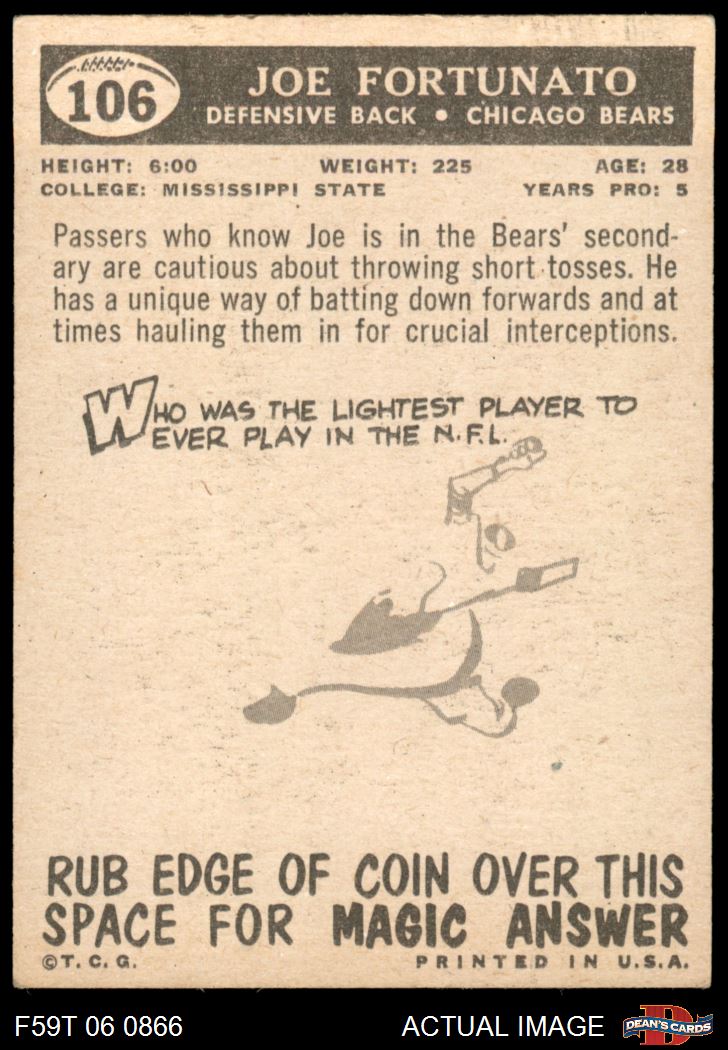 106
JOE FORTUNATO
DEFENSIVE BACK • CHICAGO BEARS
HEIGHT: 6:00 WEIGHT: 225 AGE: 28
COLLEGE: MISSISSIPPI STATE YEARS PRO: 5
Passers who know Joe is in the Bears' second-
ary are cautious about throwing short tosses. He
has a unique way of batting down forwards and at
times hauling them in for crucial interceptions.
WHO WAS THE LIGHTEST PLAYER TO
EVER PLAY IN THE N.F.L.
RUB EDGE OF COIN OVER THIS
SPACE FOR MAGIC ANSWER
©T.C.G. PRINTED IN U.S.A.
F59T 06 0866 ACTUAL IMAGE D DEAN'S CARDS